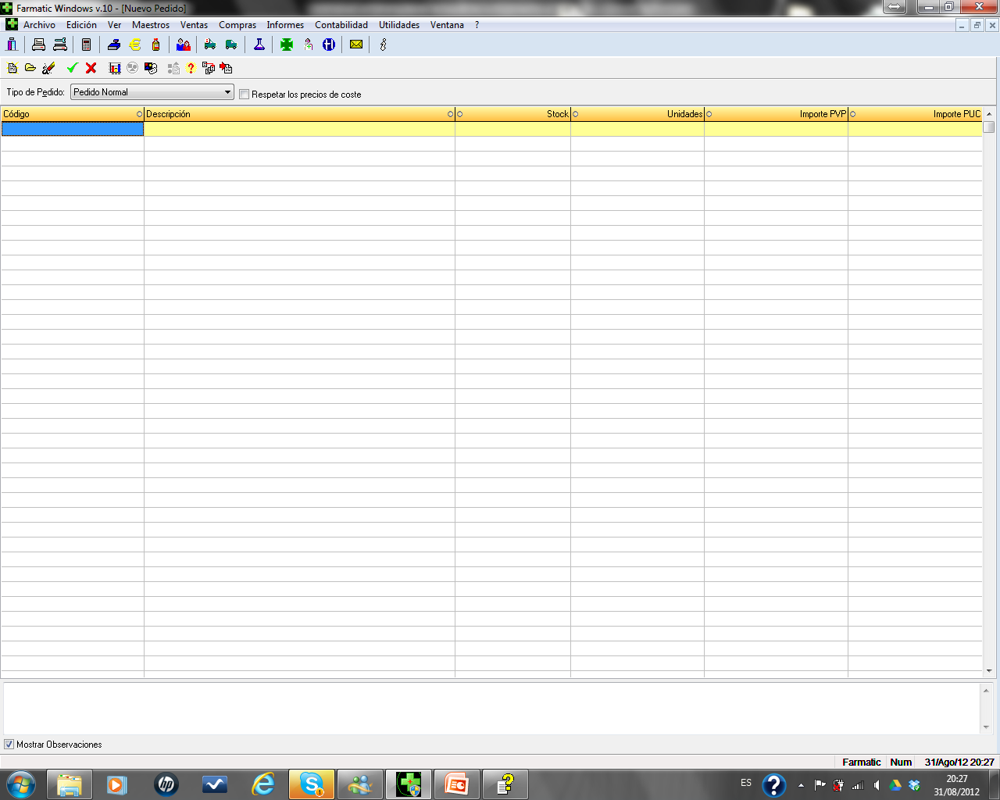 Farmatic Windows v.10 - [Nuevo Pedido]
Archivo Edición Ver Maestros Ventas Compras Informes Contabilidad Utilidades Ventana ?
Tipo de Pedido: Pedido Normal Respetar los precios de coste
Código Descripción Stock Unidades Importe PVP Importe PUC
Mostrar Observaciones
Farmatic Num 31/Ago/12 20:27
ES 20:27
31/08/2012